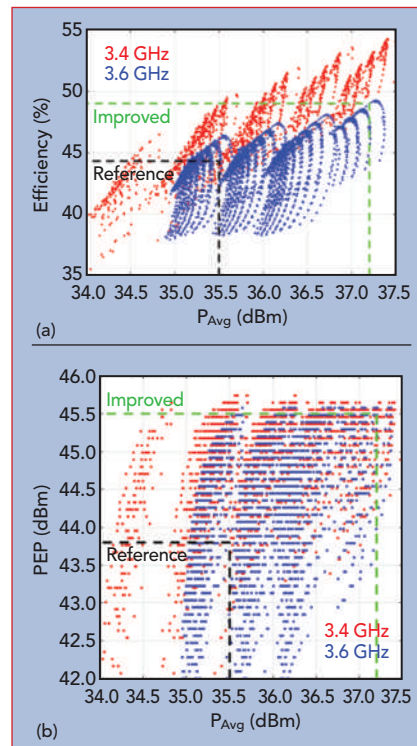 55
50
45
40
35
Efficiency (%)
3.4 GHz
3.6 GHz
Improved
Reference
34.0 34.5 35.0 35.5 36.0 36.5 37.0 37.5
PAvg (dBm)
(a)
46.0
45.5
45.0
44.5
44.0
43.5
43.0
42.5
42.0
PEP (dBm)
Improved
Reference
3.4 GHz
3.6 GHz
34.0 34.5 35.0 35.5 36.0 36.5 37.0 37.5
PAvg (dBm)
(b)